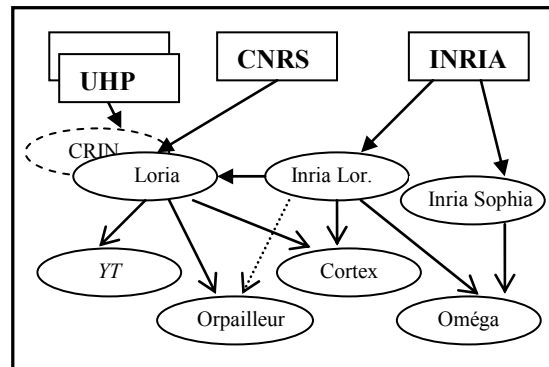 UHP
CNRS
INRIA
CRIN
Loria
Inria Lor.
Inria Sophia
YT
Cortex
Orpailleur
Oméga